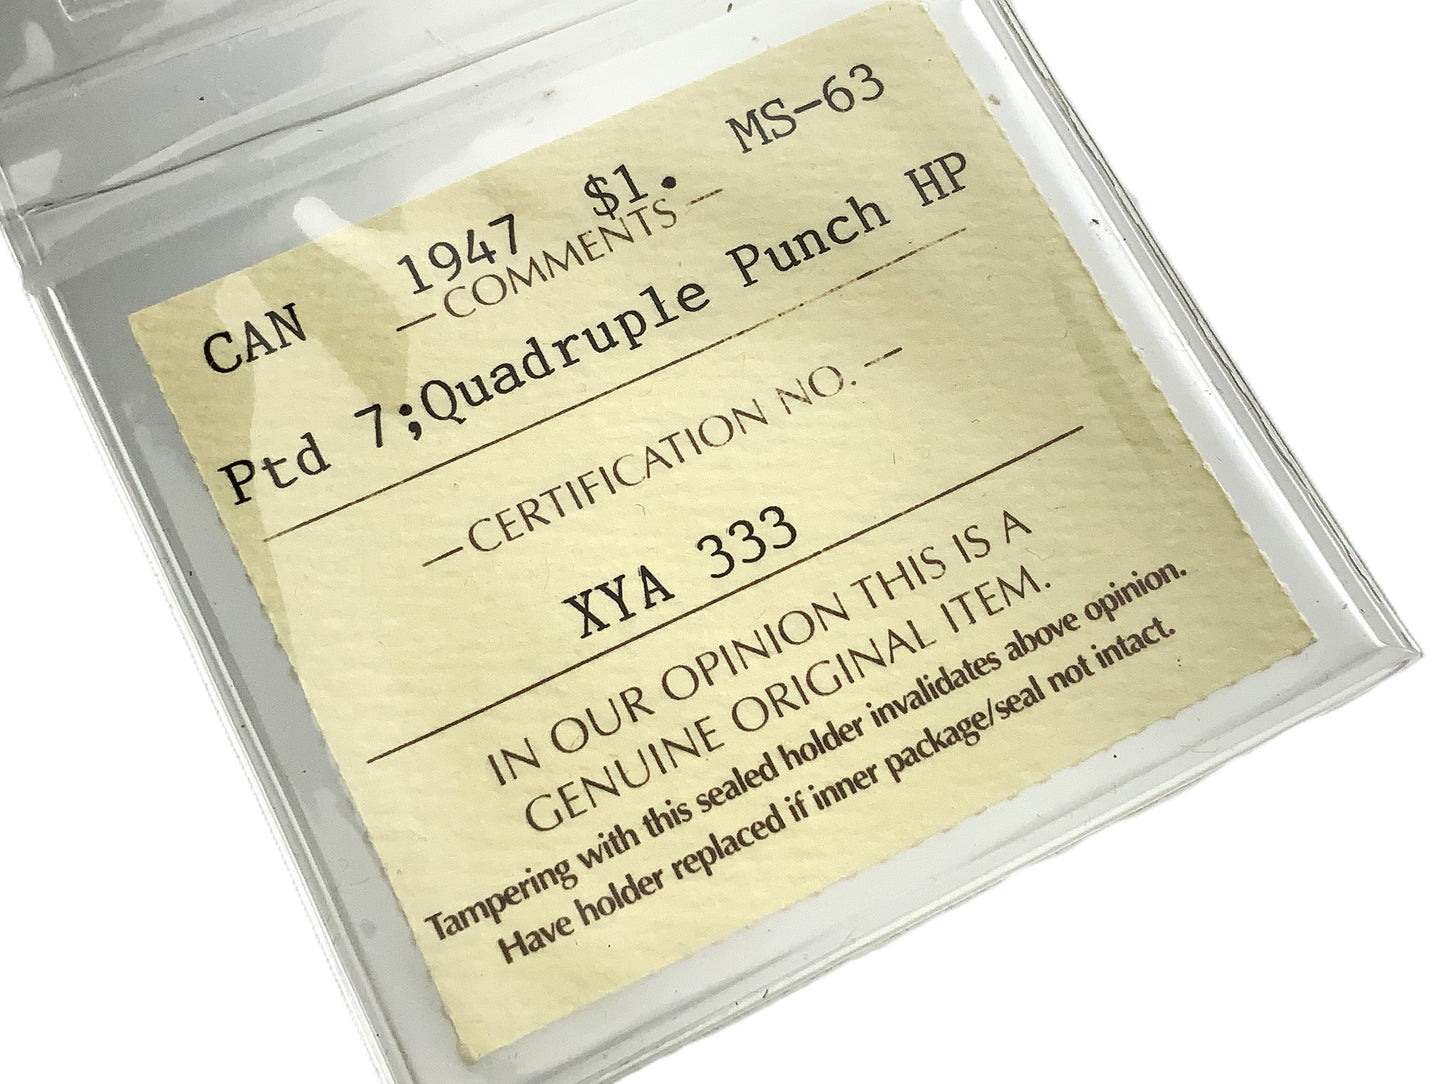 CAN 1947 $1. MS-63
—COMMENTS—
Ptd 7;Quadruple Punch HP
—CERTIFICATION NO.—
XYA 333
IN OUR OPINION THIS IS A
GENUINE ORIGINAL ITEM.
Tampering with this sealed holder invalidates above opinion.
Have holder replaced if inner package/seal not intact.